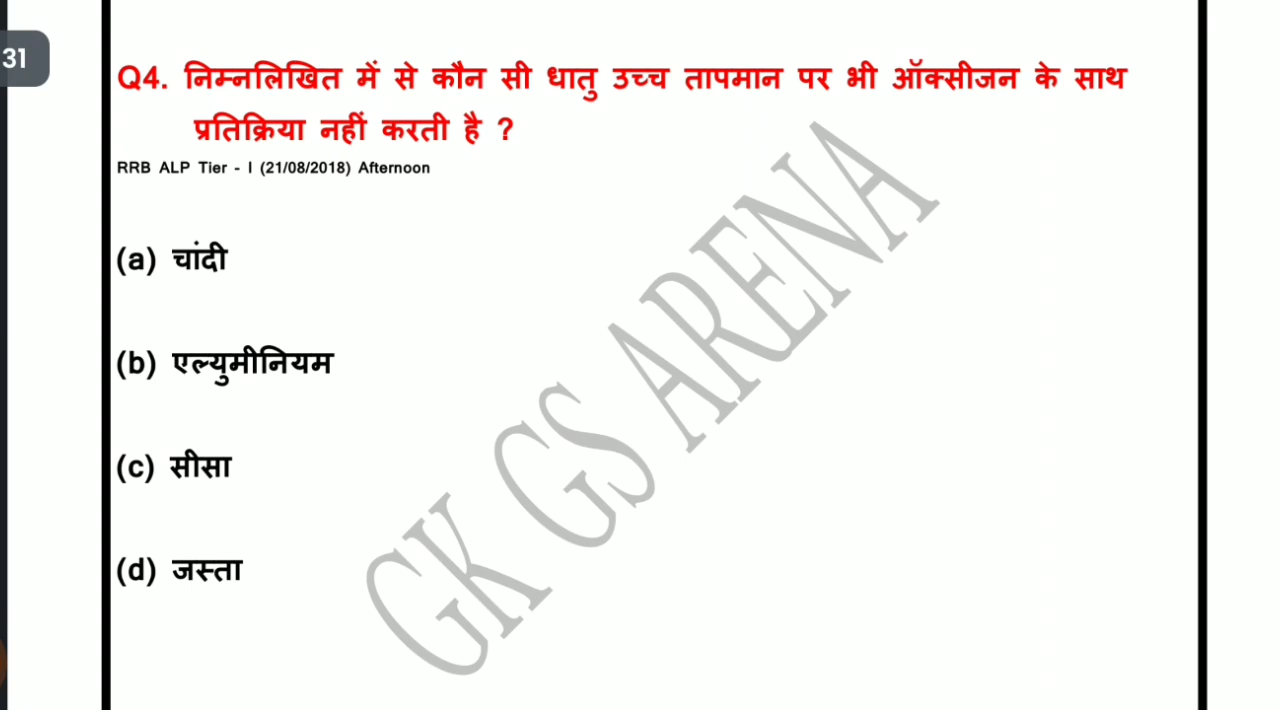 31
Q4. निम्नलिखित में से कौन सी धातु उच्च तापमान पर भी ऑक्सीजन के साथ
प्रतिक्रिया नहीं करती है ?
RRB ALP Tier - I (21/08/2018) Afternoon
(a) चांदी
(b) एल्युमीनियम
(c) सीसा
(d) जस्ता
GK GS ARENA